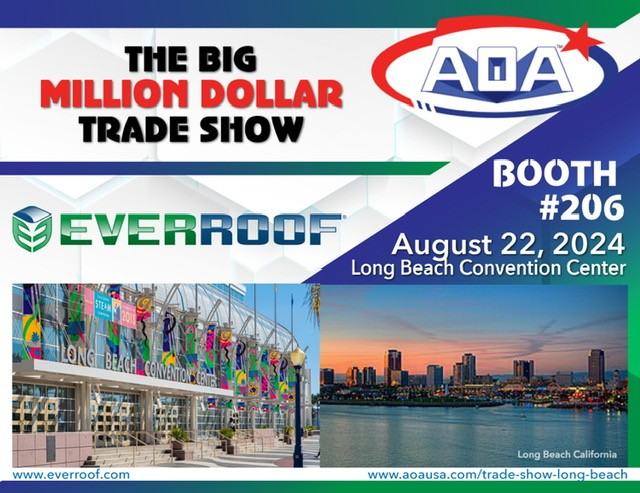 THE BIG
MILLION DOLLAR
TRADE SHOW
AOA
BOOTH
#206
EVERROOF®
August 22, 2024
Long Beach Convention Center
STEAM
LONG BEACH CONVENTION CENTER
Long Beach California
www.everroof.com
www.aoausa.com/trade-show-long-beach